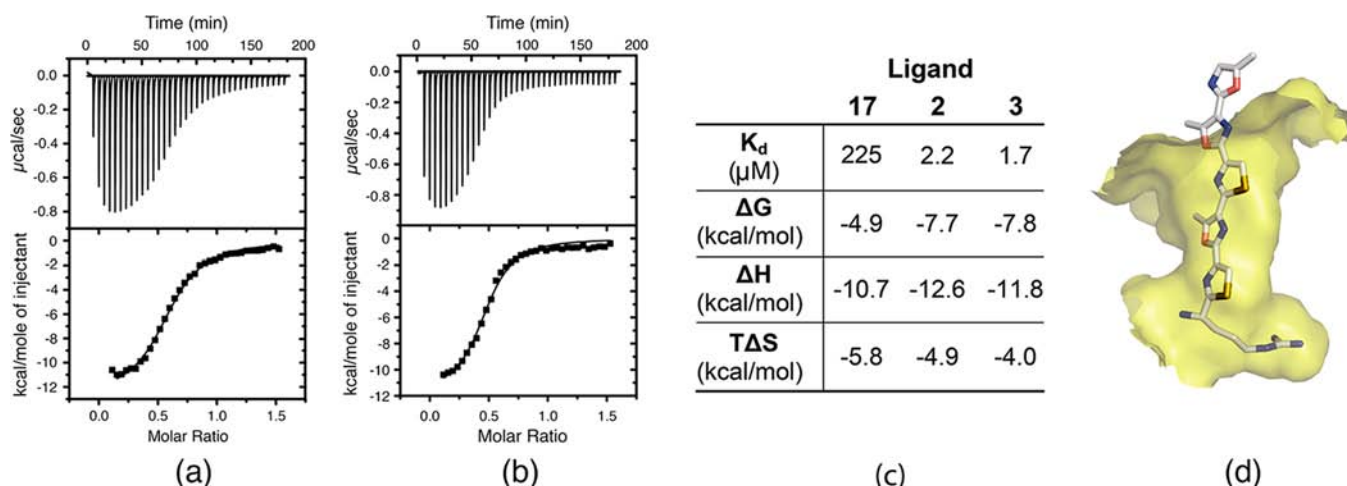 Time (min)
0 50 100 150 200
0.0
-0.2
-0.4
-0.6
-0.8
µcal/sec
0
-2
-4
-6
-8
-10
-12
kcal/mole of injectant
0.0 0.5 1.0 1.5
Molar Ratio
(a)
Time (min)
0 50 100 150 200
0.0
-0.2
-0.4
-0.6
-0.8
µcal/sec
0
-2
-4
-6
-8
-10
-12
kcal/mole of injectant
0.0 0.5 1.0 1.5
Molar Ratio
(b)
Ligand
17 2 3
Kd
(µM) 225 2.2 1.7
ΔG
(kcal/mol) -4.9 -7.7 -7.8
ΔH
(kcal/mol) -10.7 -12.6 -11.8
TΔS
(kcal/mol) -5.8 -4.9 -4.0
(c)
(d)